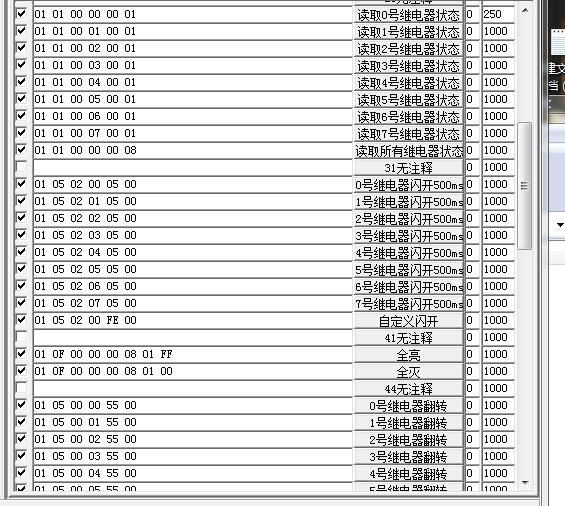 01 01 00 00 00 01 读取0号继电器状态 0 250
01 01 00 01 00 01 读取1号继电器状态 0 1000
01 01 00 02 00 01 读取2号继电器状态 0 1000
01 01 00 03 00 01 读取3号继电器状态 0 1000
01 01 00 04 00 01 读取4号继电器状态 0 1000
01 01 00 05 00 01 读取5号继电器状态 0 1000
01 01 00 06 00 01 读取6号继电器状态 0 1000
01 01 00 07 00 01 读取7号继电器状态 0 1000
01 01 00 00 00 08 读取所有继电器状态 0 1000
31无注释 0 1000
01 05 02 00 05 00 0号继电器闪开500ms 0 1000
01 05 02 01 05 00 1号继电器闪开500ms 0 1000
01 05 02 02 05 00 2号继电器闪开500ms 0 1000
01 05 02 03 05 00 3号继电器闪开500ms 0 1000
01 05 02 04 05 00 4号继电器闪开500ms 0 1000
01 05 02 05 05 00 5号继电器闪开500ms 0 1000
01 05 02 06 05 00 6号继电器闪开500ms 0 1000
01 05 02 07 05 00 7号继电器闪开500ms 0 1000
01 05 02 00 FE 00 自定义闪开 0 1000
41无注释 0 1000
01 0F 00 00 00 08 01 FF 全亮 0 1000
01 0F 00 00 00 08 01 00 全灭 0 1000
44无注释 0 1000
01 05 00 00 55 00 0号继电器翻转 0 1000
01 05 00 01 55 00 1号继电器翻转 0 1000
01 05 00 02 55 00 2号继电器翻转 0 1000
01 05 00 03 55 00 3号继电器翻转 0 1000
01 05 00 04 55 00 4号继电器翻转 0 1000
01 05 00 05 55 00 5号继电器翻转 0 1000
建文
档 (